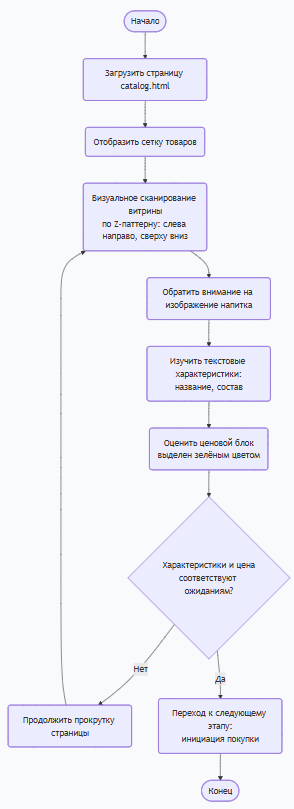 Начало
Загрузить страницу
catalog.html
Отобразить сетку товаров
Визуальное сканирование
витрины
по Z-паттерну: слева
направо, сверху вниз
Обратить внимание на
изображение напитка
Изучить текстовые
характеристики:
название, состав
Оценить ценовой блок
выделен зелёным цветом
Характеристики и цена
соответствуют
ожиданиям?
Нет
Да
Продолжить прокрутку
страницы
Переход к следующему
этапу:
инициация покупки
Конец